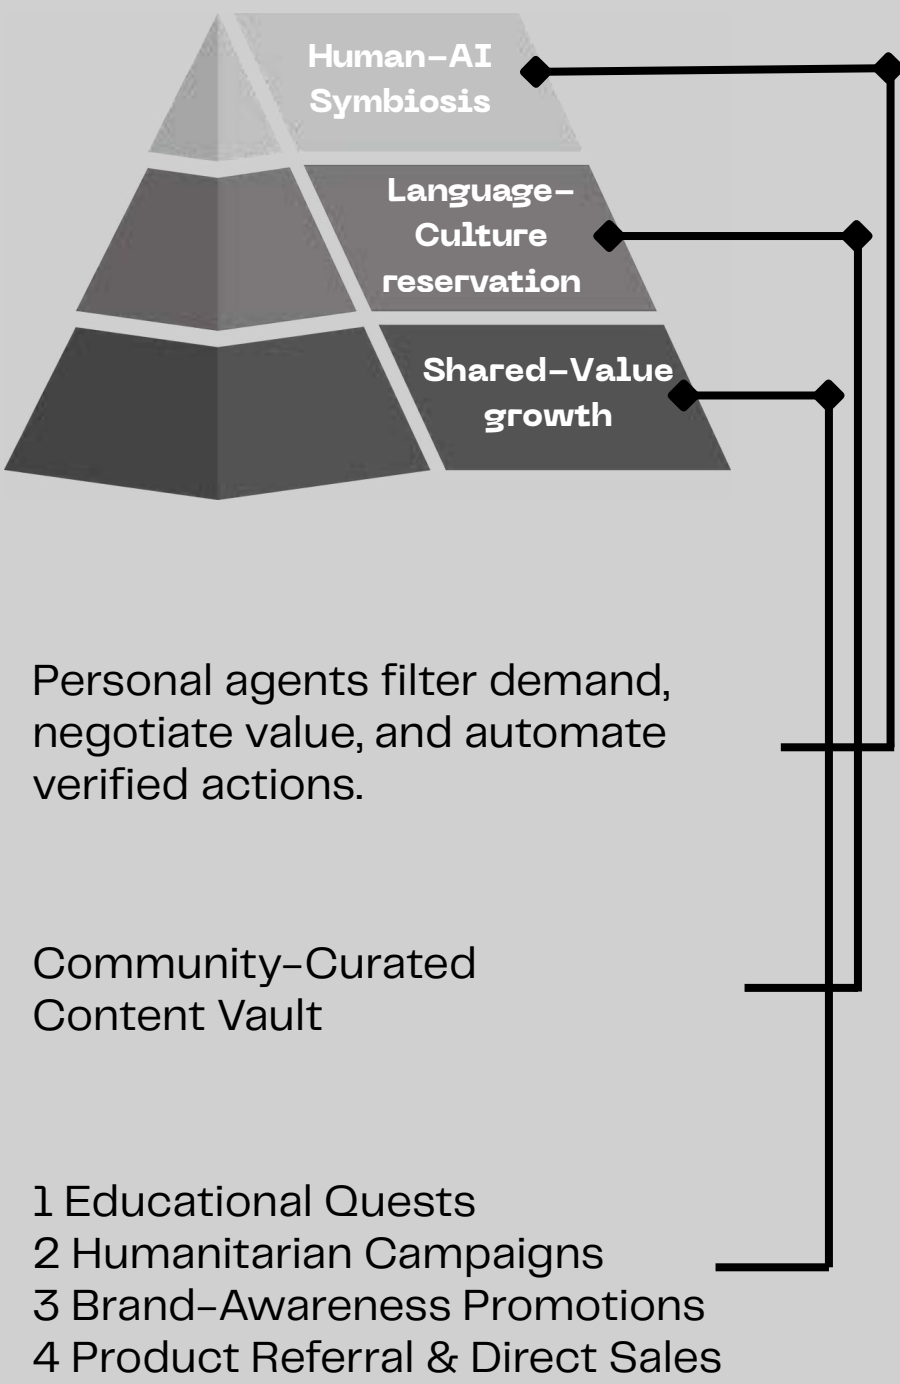 Human-AI
Symbiosis
Language-
Culture
reservation
Shared-Value
growth
Personal agents filter demand,
negotiate value, and automate
verified actions.
Community-Curated
Content Vault
1 Educational Quests
2 Humanitarian Campaigns
3 Brand-Awareness Promotions
4 Product Referral & Direct Sales